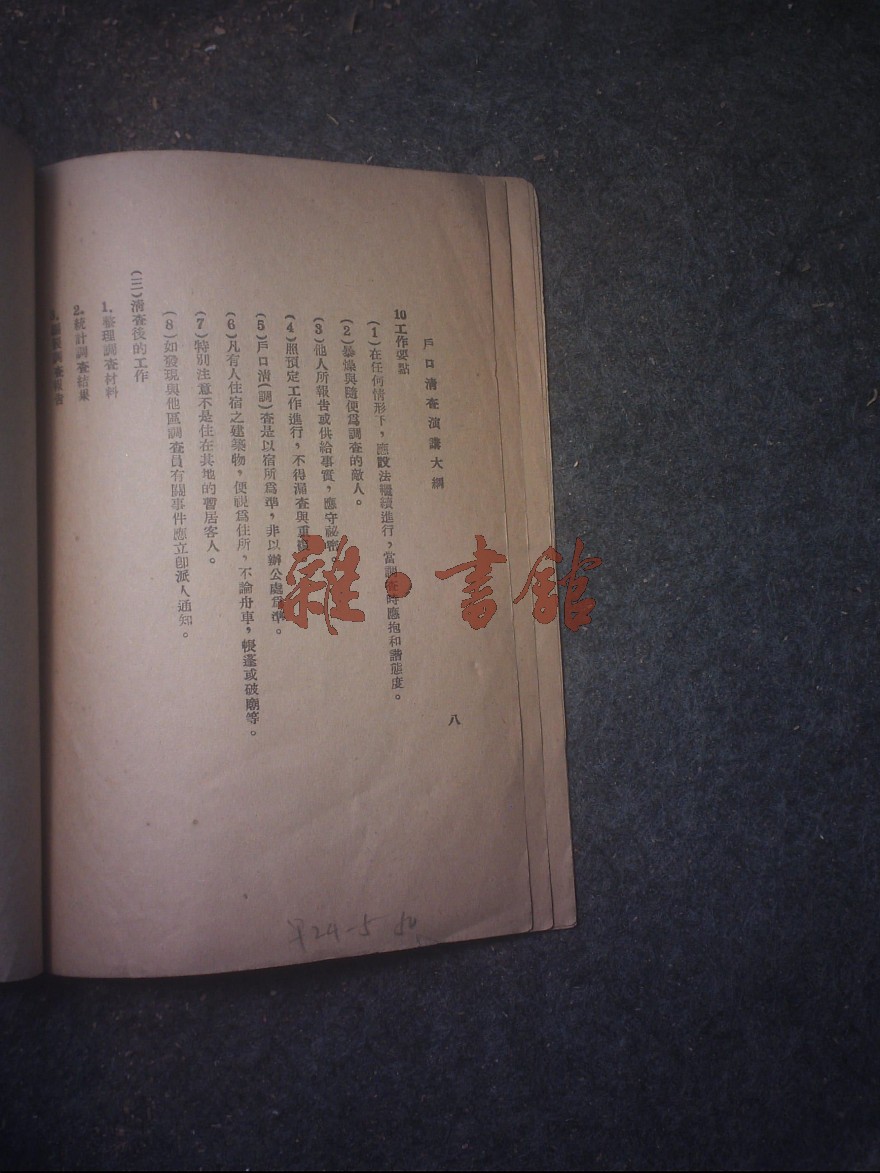 戶口清查演講大綱
八
10工作要點
(1)在任何情形下，應設法繼續進行，當調查時應抱和諧態度。
(2)暴燥與隨便爲調查的敵人。
(3)他人所報告或供給事實，應守祕密。
(4)照預定工作進行，不得漏查與重複
(5)戶口清(調)查是以宿所爲準，非以辦公處爲準。
(6)凡有人住宿之建築物，便視爲住所，不論舟車，帳蓬或破廟等。
(7)特別注意不是住在其地的暫居客人。
(8)如發現與他區調查員有關事件應立卽派人通知。
(三)清查後的工作
1.整理調查材料
2.統計調查結果
雜·書館
24-5